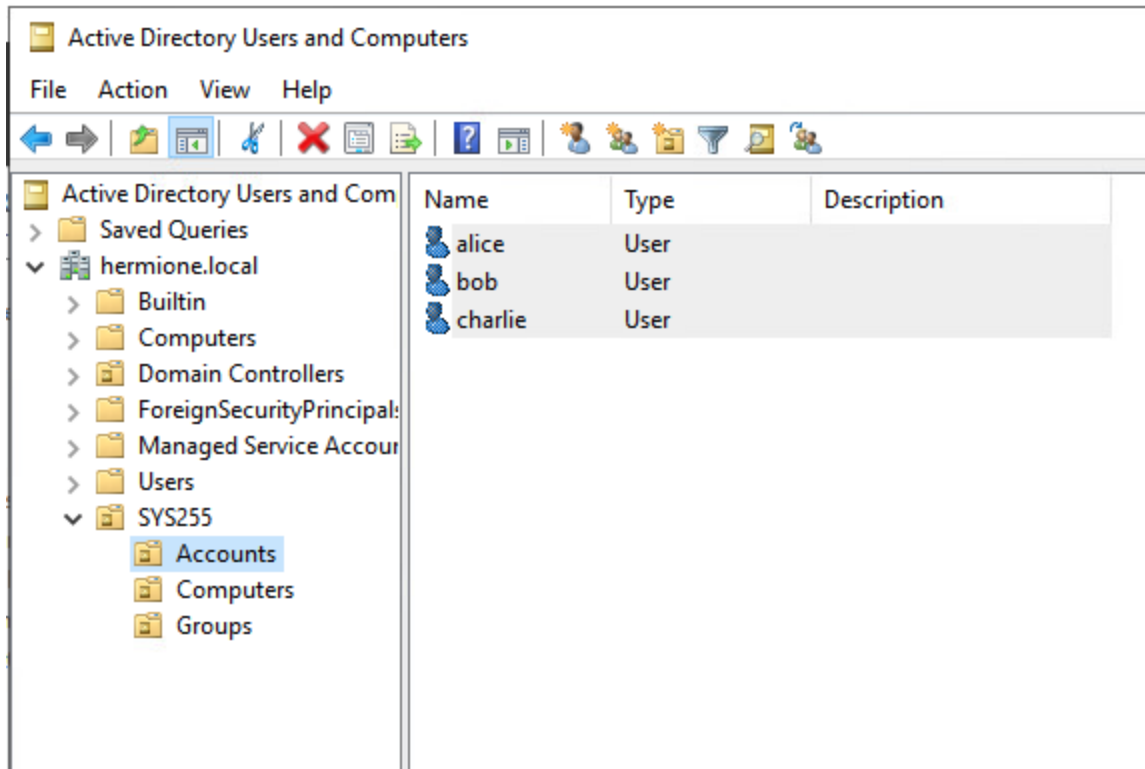 Active Directory Users and Computers
File Action View Help
Active Directory Users and Com
Saved Queries
hermione.local
Builtin
Computers
Domain Controllers
ForeignSecurityPrincipals
Managed Service Accour
Users
SYS255
Accounts
Computers
Groups
Name Type Description
alice User
bob User
charlie User